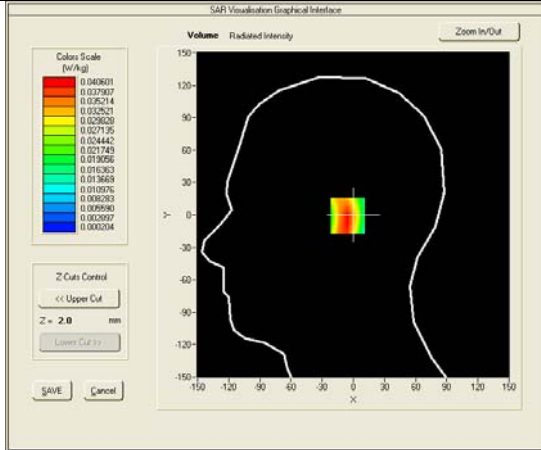 SAR Visualisation Graphical Interface
Volume Radiated Intensity
Zoom In/Out
Colors Scale
(W/kg)
0.040601
0.037907
0.035214
0.032521
0.029828
0.027135
0.024442
0.021749
0.019056
0.016363
0.013669
0.010976
0.008283
0.005590
0.002897
0.000204
Z Cuts Control
<< Upper Cut
Z = 2.0 mm
Lower Cut >>
SAVE
Cancel
150
120
90
60
30
0
-30
-60
-90
-120
-150
Y
-150 -120 -90 -60 -30 0 30 60 90 120 150
X